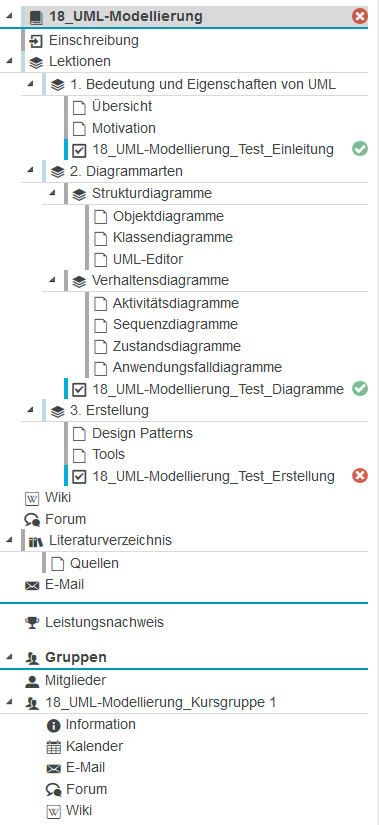 18_UML-Modellierung
Einschreibung
Lektionen
1. Bedeutung und Eigenschaften von UML
Übersicht
Motivation
18_UML-Modellierung_Test_Einleitung
2. Diagrammarten
Strukturdiagramme
Objektdiagramme
Klassendiagramme
UML-Editor
Verhaltensdiagramme
Aktivitätsdiagramme
Sequenzdiagramme
Zustandsdiagramme
Anwendungsfalldiagramme
18_UML-Modellierung_Test_Diagramme
3. Erstellung
Design Patterns
Tools
18_UML-Modellierung_Test_Erstellung
W Wiki
Forum
Literaturverzeichnis
Quellen
E-Mail
Leistungsnachweis
Gruppen
Mitglieder
18_UML-Modellierung_Kursgruppe 1
Information
Kalender
E-Mail
Forum
W Wiki